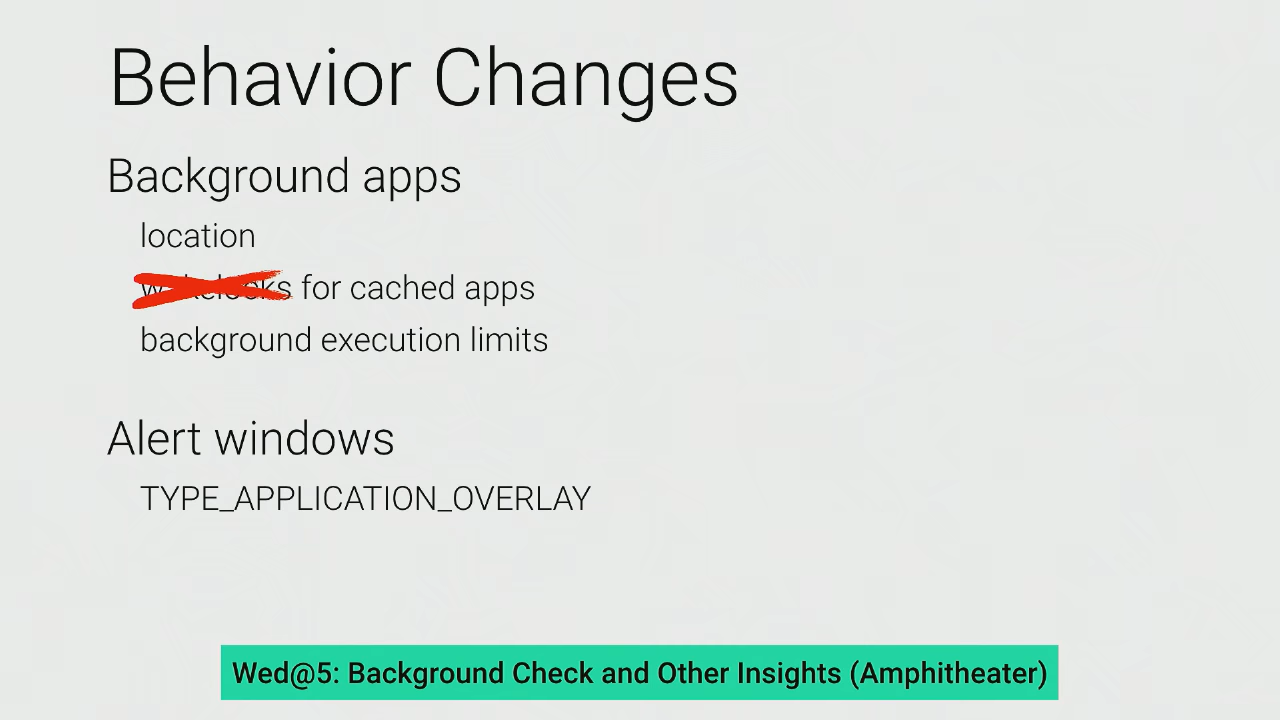 Behavior Changes
Background apps
location
wakelocks for cached apps
background execution limits
Alert windows
TYPE_APPLICATION_OVERLAY
Wed@5: Background Check and Other Insights (Amphitheater)